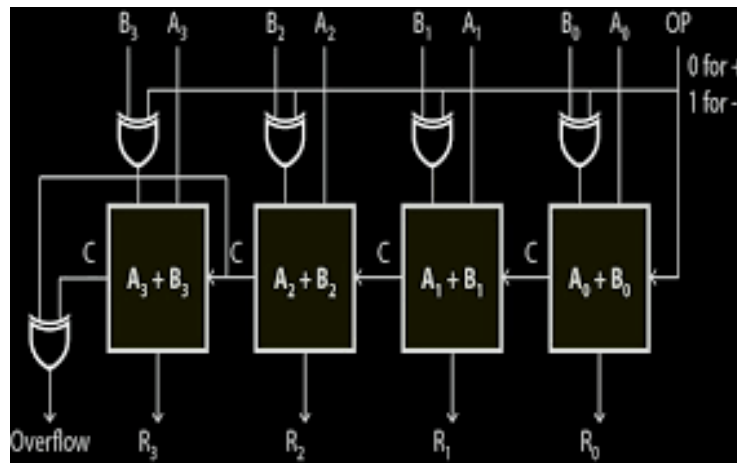 B₃ A₃ B₂ A₂ B₁ A₁ B₀ A₀ OP
0 for +
1 for -
C C C C
A₃ + B₃ A₂ + B₂ A₁ + B₁ A₀ + B₀
Overflow R₃ R₂ R₁ R₀